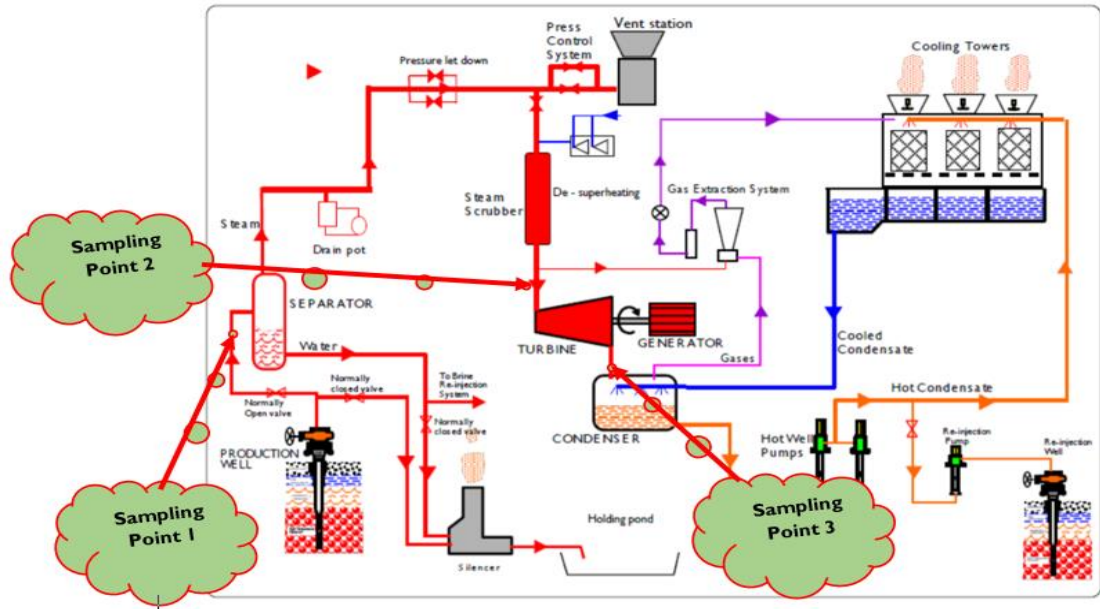 Vent station
Press
Control
System
Cooling Towers
Pressure let down
Steam
Scrubber
De - superheating
Gas Extraction System
Steam
Drain pot
Sampling
Point 2
SEPARATOR
Water
TURBINE
GENERATOR
Gases
Cooled
Condensate
Normally
Open valve
Normally
closed valve
To Brine
Re-injection
System
Normally
closed valve
CONDENSER
Hot Condensate
Hot Well
Pumps
Re-injection
Pump
Re-injection
Well
PRODUCTION
WELL
Sampling
Point 1
Silencer
Holding pond
Sampling
Point 3